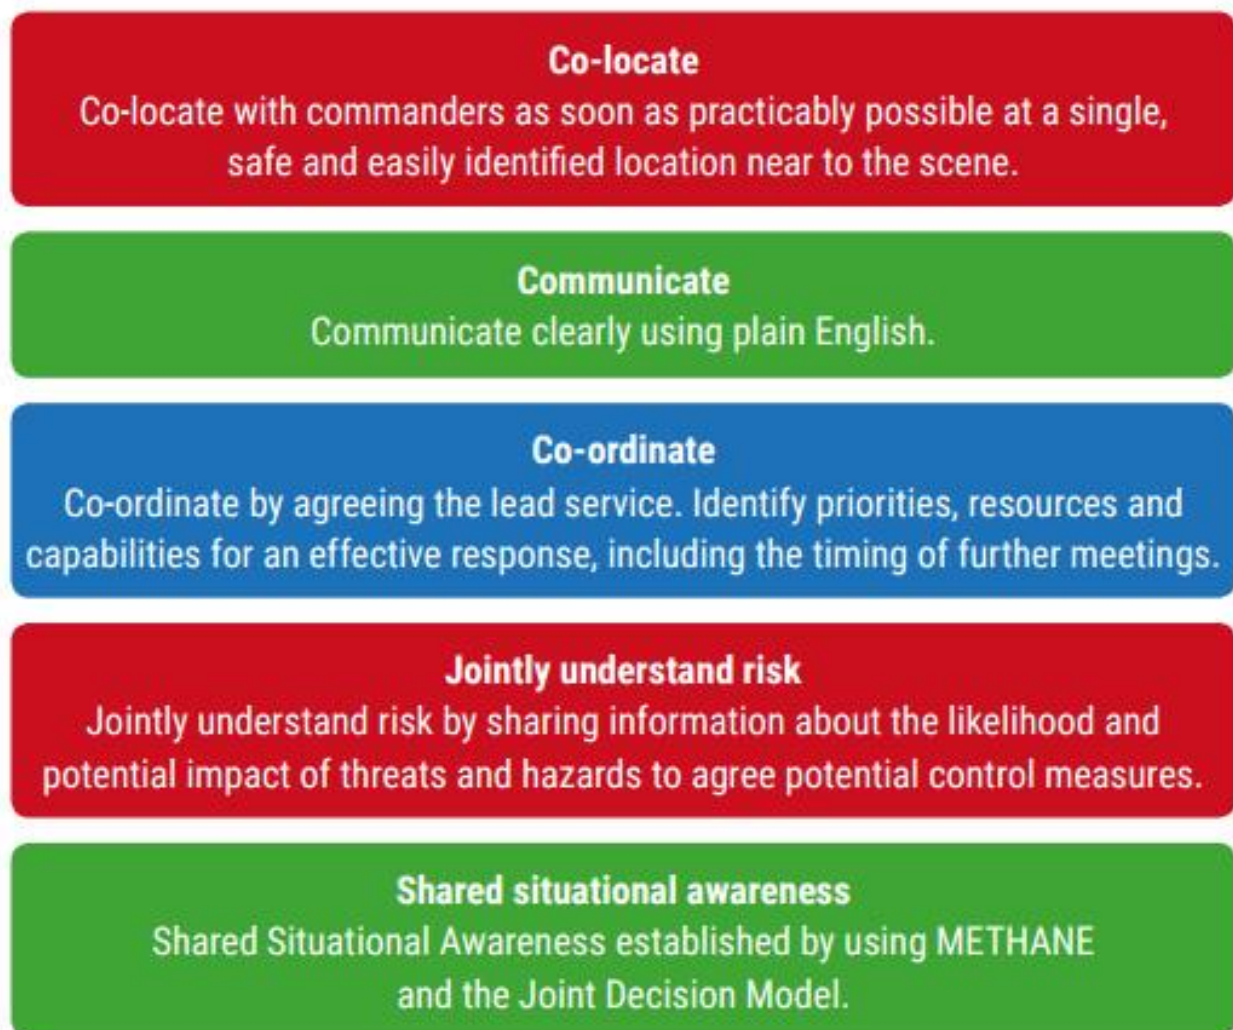 Co-locate
Co-locate with commanders as soon as practicably possible at a single,
safe and easily identified location near to the scene.
Communicate
Communicate clearly using plain English.
Co-ordinate
Co-ordinate by agreeing the lead service. Identify priorities, resources and
capabilities for an effective response, including the timing of further meetings.
Jointly understand risk
Jointly understand risk by sharing information about the likelihood and
potential impact of threats and hazards to agree potential control measures.
Shared situational awareness
Shared Situational Awareness established by using METHANE
and the Joint Decision Model.